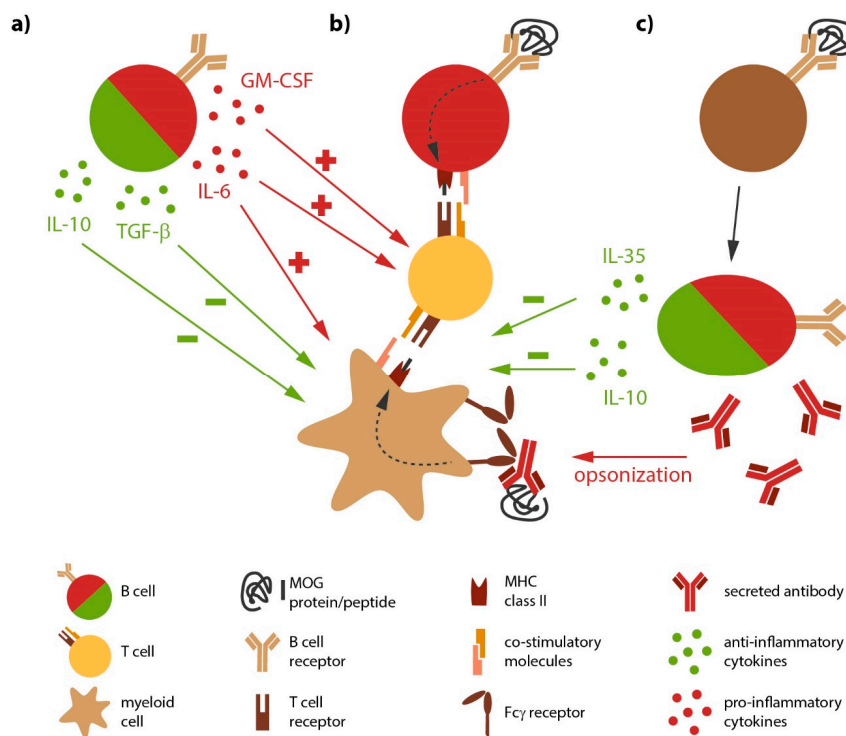 a)
b)
c)
GM-CSF
IL-6
IL-10
TGF-β
+
+
+
−
−
IL-35
−
−
IL-10
opsonization
B cell
MOG
protein/peptide
MHC
class II
secreted antibody
T cell
B cell
receptor
co-stimulatory
molecules
anti-inflammatory
cytokines
myeloid
cell
T cell
receptor
Fcγ receptor
pro-inflammatory
cytokines